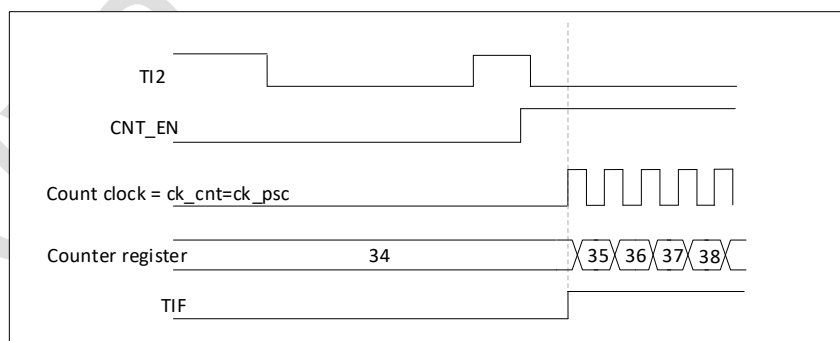 TI2
CNT_EN
Count clock = ck_cnt=ck_psc
Counter register 34 35 36 37 38
TIF